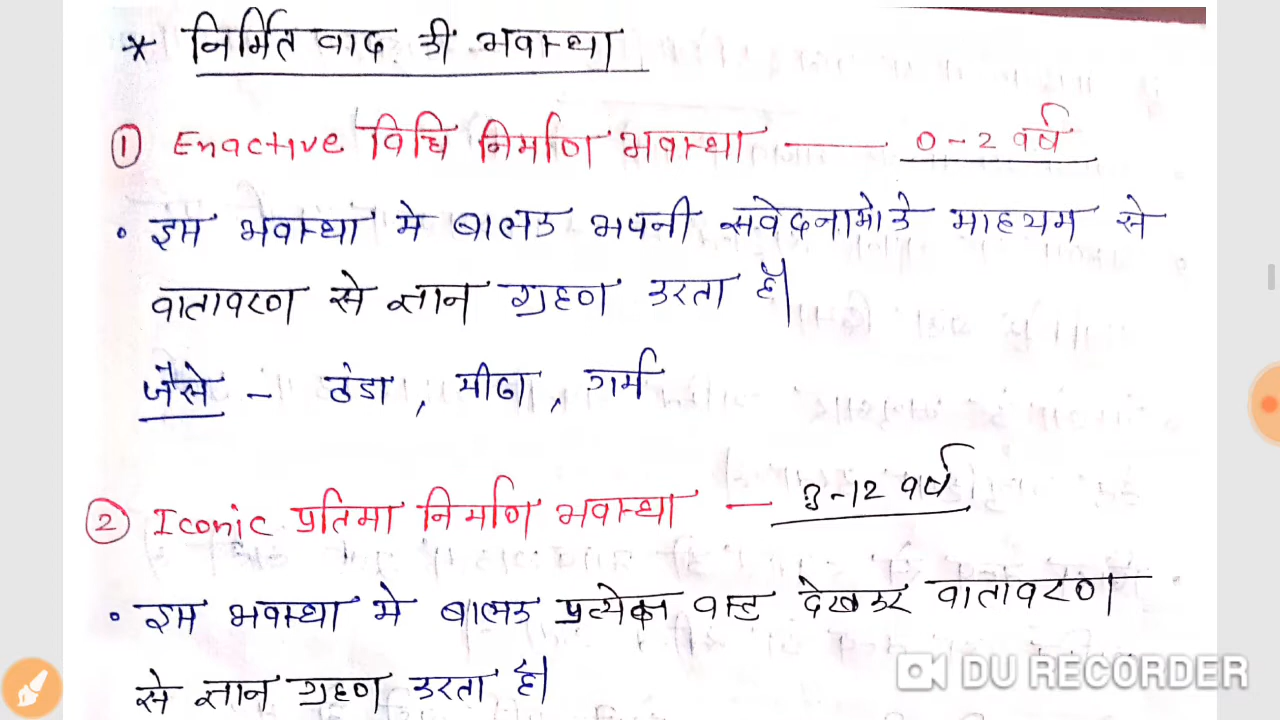 * निर्मित वाद की अवस्था
① Enactive विधि निर्माण अवस्था —— 0-2 वर्ष
• इस अवस्था मे बालक अपनी संवेदनाओ के माध्यम से
वातावरण से ज्ञान ग्रहण करता है।
जैसे - ठंडा, मीठा, गर्म
② Iconic प्रतिमा निर्माण अवस्था — 3-12 वर्ष
• इस अवस्था मे बालक प्रत्येक देखकर वातावरण
से ज्ञान ग्रहण करता है।
DU RECORDER